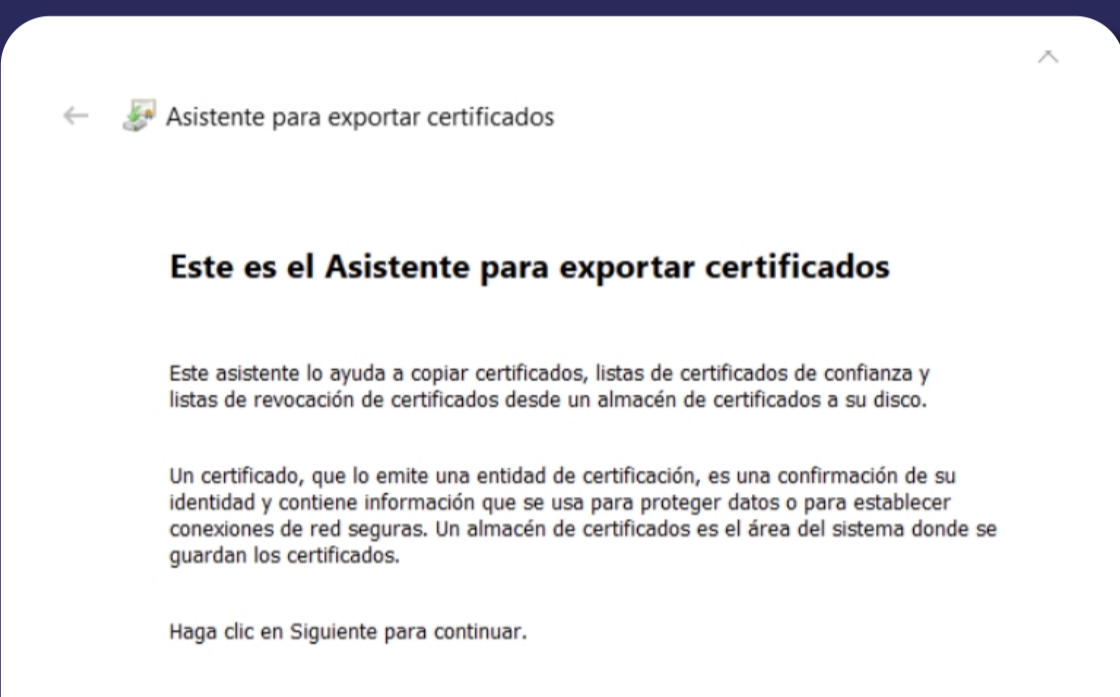 Asistente para exportar certificados
Este es el Asistente para exportar certificados
Este asistente lo ayuda a copiar certificados, listas de certificados de confianza y
listas de revocación de certificados desde un almacén de certificados a su disco.
Un certificado, que lo emite una entidad de certificación, es una confirmación de su
identidad y contiene información que se usa para proteger datos o para establecer
conexiones de red seguras. Un almacén de certificados es el área del sistema donde se
guardan los certificados.
Haga clic en Siguiente para continuar.